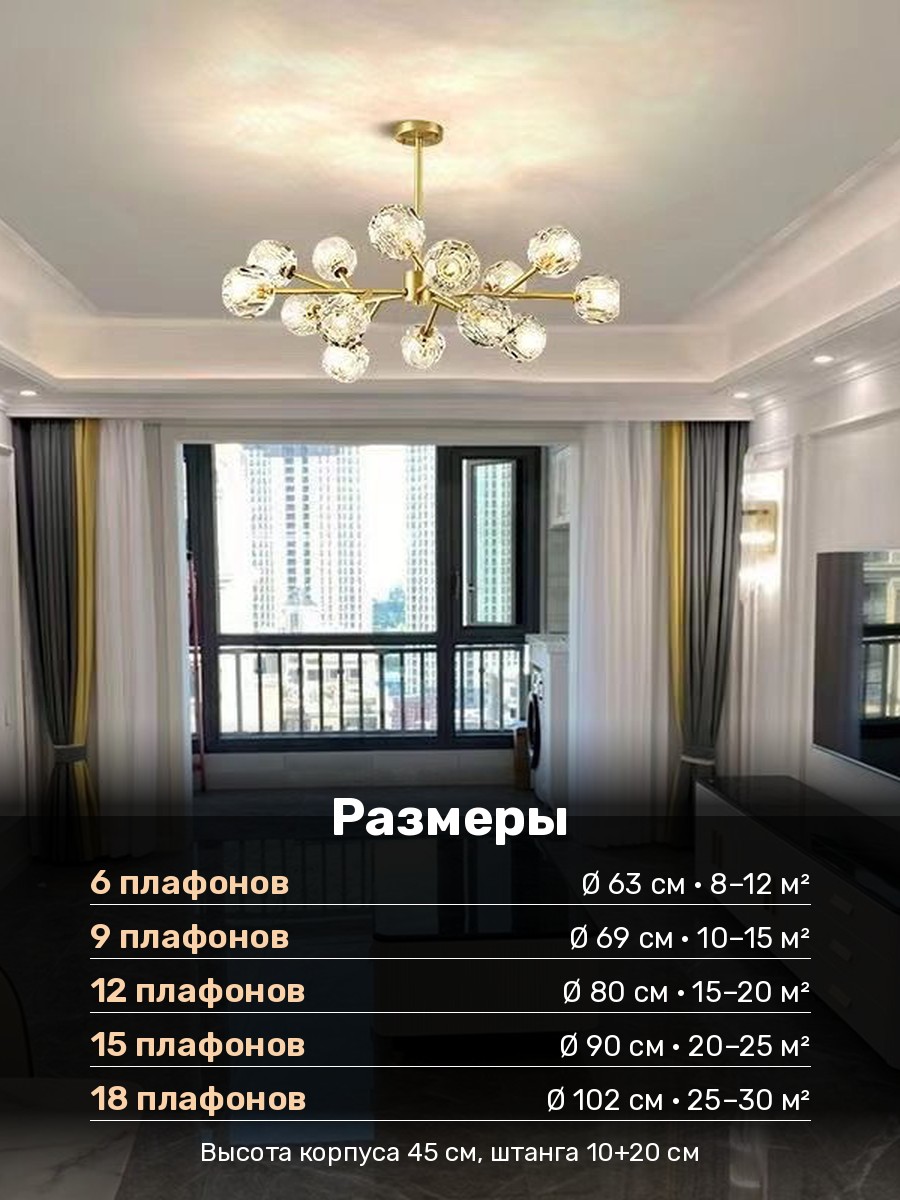 Размеры
6 плафонов Ø 63 см • 8–12 м²
9 плафонов Ø 69 см • 10–15 м²
12 плафонов Ø 80 см • 15–20 м²
15 плафонов Ø 90 см • 20–25 м²
18 плафонов Ø 102 см • 25–30 м²
Высота корпуса 45 см, штанга 10+20 см